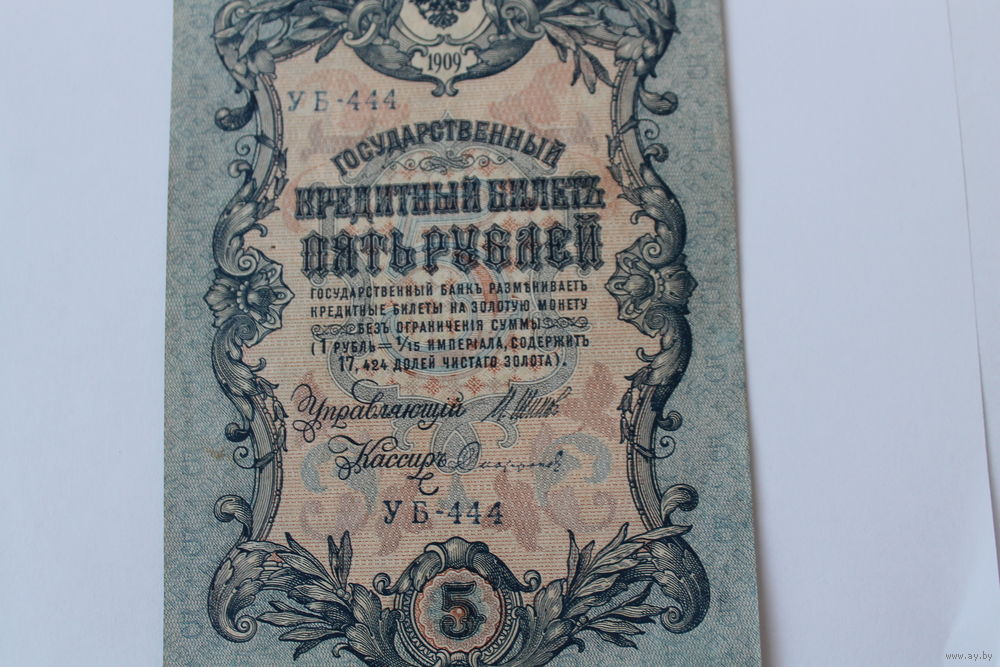 1909
УБ-444
ГОСУДАРСТВЕННЫЙ
КРЕДИТНЫЙ БИЛЕТЪ
ПЯТЬ РУБЛЕЙ
ГОСУДАРСТВЕННЫЙ БАНКЪ РАЗМѢНИВАЕТЪ
КРЕДИТНЫЕ БИЛЕТЫ НА ЗОЛОТУЮ МОНЕТУ
БЕЗЪ ОГРАНИЧЕНІЯ СУММЫ
(1 РУБЛЬ = 1/15 ИМПЕРІАЛА, СОДЕРЖИТЪ
17,424 ДОЛЕЙ ЧИСТАГО ЗОЛОТА).
Управляющій
Кассиръ
УБ-444
5
www.ay.by